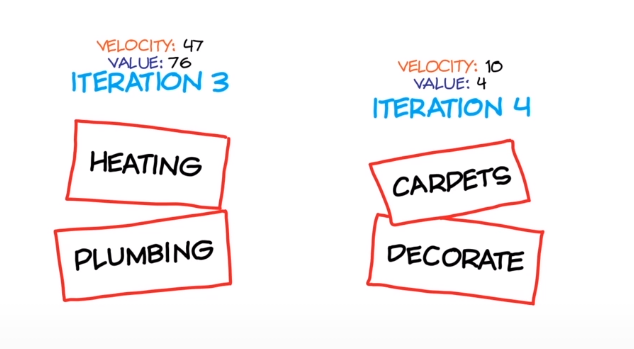 VELOCITY: 47
VALUE: 76
ITERATION 3
HEATING
PLUMBING
VELOCITY: 10
VALUE: 4
ITERATION 4
CARPETS
DECORATE